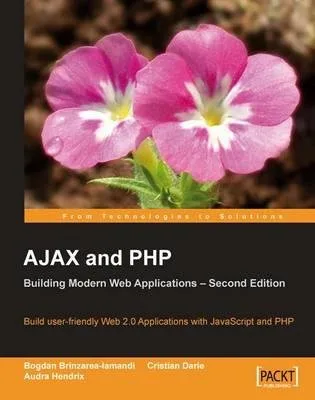 From Technologies to Solutions
AJAX and PHP
Building Modern Web Applications – Second Edition
Build user-friendly Web 2.0 Applications with JavaScript and PHP
Bogdan Brinzarea-Iamandi Cristian Darie
Audra Hendrix
PACKT
PUBLISHING